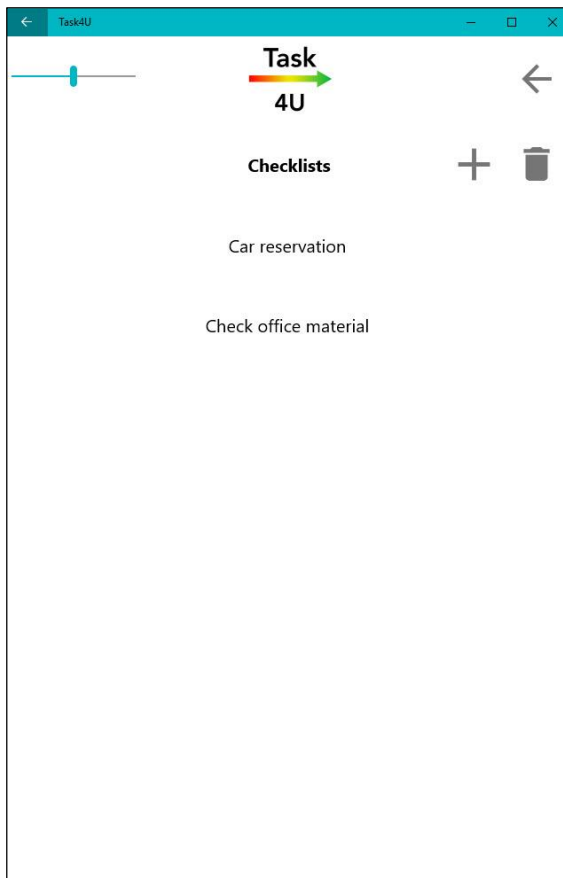 Task4U
Task
4U
Checklists
Car reservation
Check office material